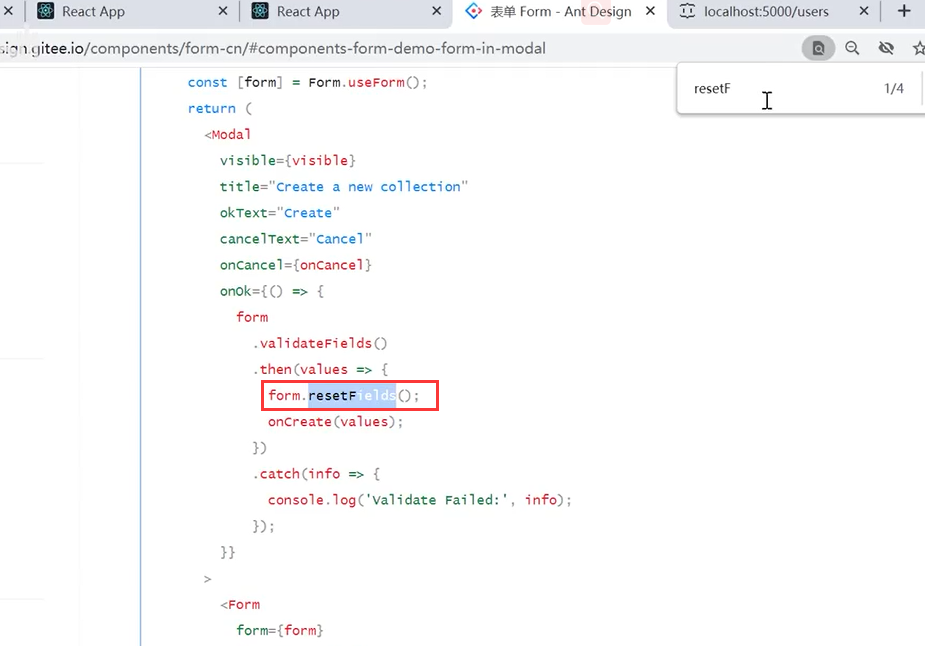 React App
React App
表单 Form - Ant Design
localhost:5000/users
sign.gitee.io/components/form-cn/#components-form-demo-form-in-modal
resetF
1/4
const [form] = Form.useForm();
return (
<Modal
visible={visible}
title="Create a new collection"
okText="Create"
cancelText="Cancel"
onCancel={onCancel}
onOk={() => {
form
.validateFields()
.then(values => {
form.resetFields();
onCreate(values);
})
.catch(info => {
console.log('Validate Failed:', info);
});
}}
>
<Form
form={form}